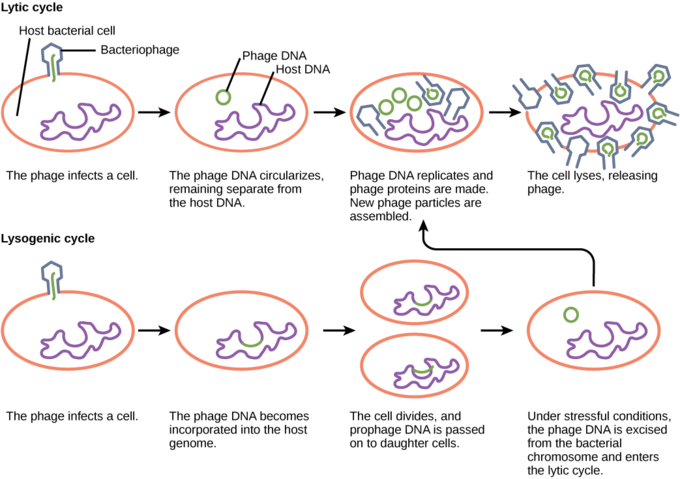 Lytic cycle
Host bacterial cell
Bacteriophage
Phage DNA
Host DNA
The phage infects a cell.
The phage DNA circularizes,
remaining separate from
the host DNA.
Phage DNA replicates and
phage proteins are made.
New phage particles are
assembled.
The cell lyses, releasing
phage.
Lysogenic cycle
The phage infects a cell.
The phage DNA becomes
incorporated into the host
genome.
The cell divides, and
prophage DNA is passed
on to daughter cells.
Under stressful conditions,
the phage DNA is excised
from the bacterial
chromosome and enters
the lytic cycle.